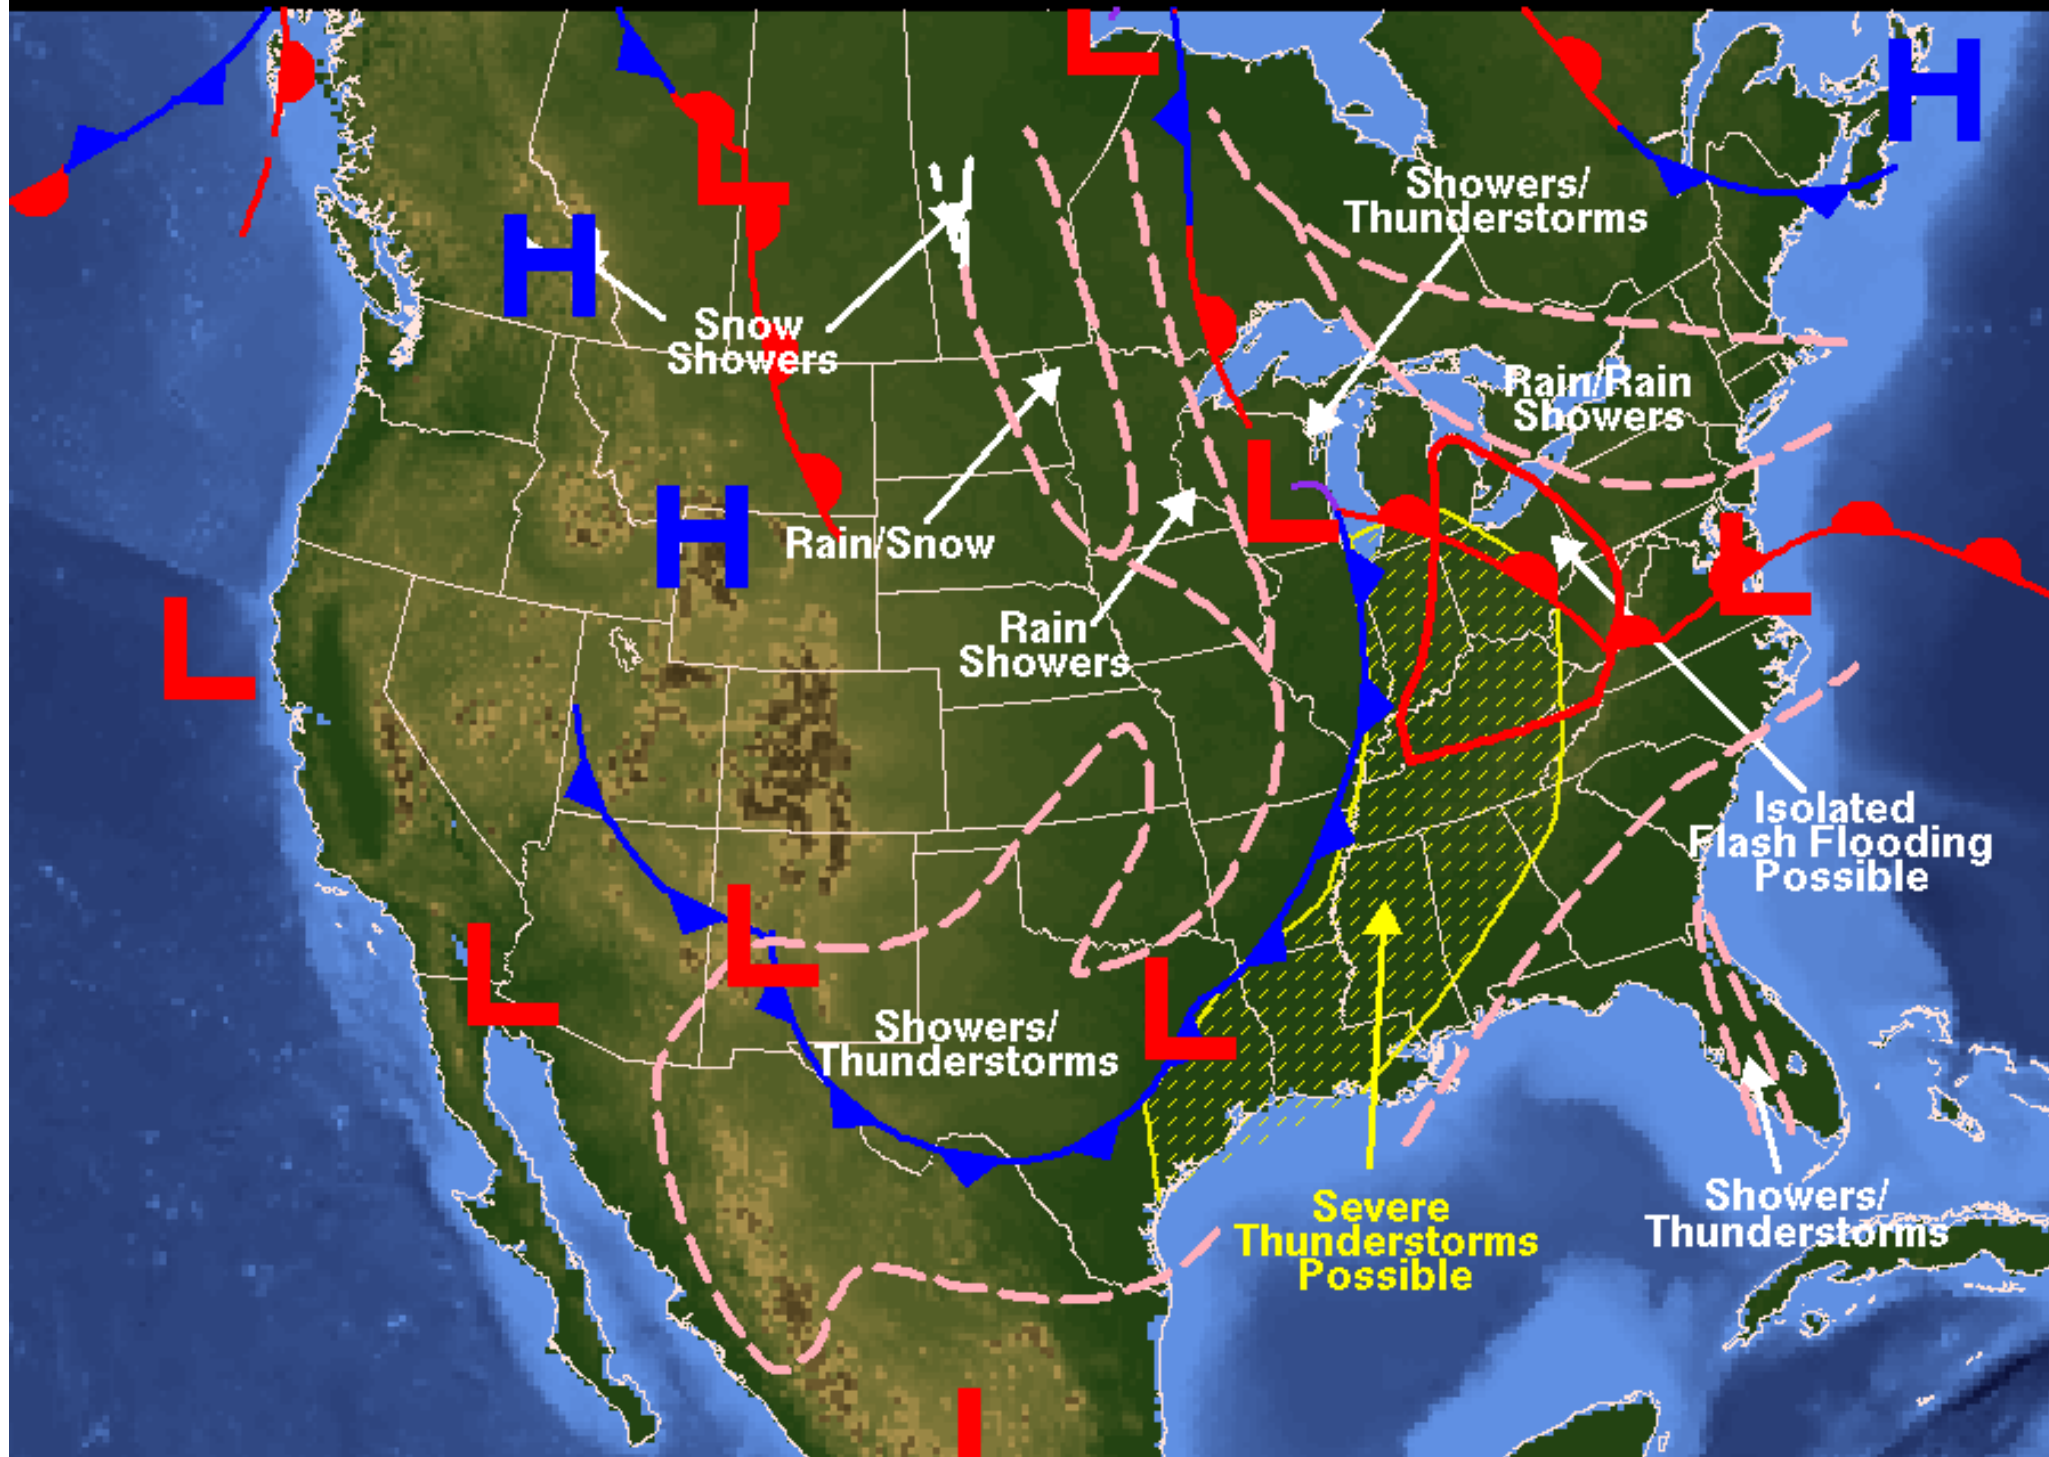 L
H
Showers/
Thunderstorms
L
H
Snow
Showers
Rain/Rain
Showers
H
Rain/Snow
L
L
L
Rain
Showers
Isolated
Flash Flooding
Possible
L
L
L
Showers/
Thunderstorms
Severe
Thunderstorms
Possible
Showers/
Thunderstorms
L